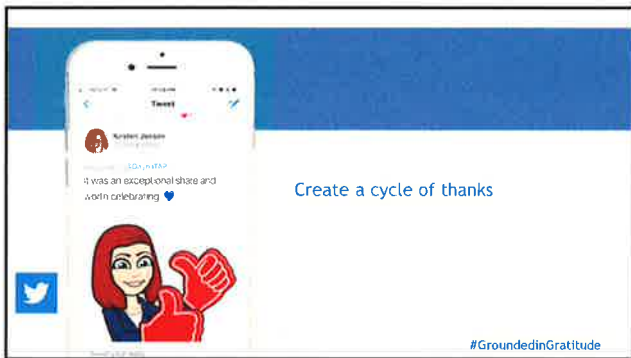 Tweet
Kirsten Jensen
it was an exceptional share and
worth celebrating 💙
Create a cycle of thanks
#GroundedinGratitude